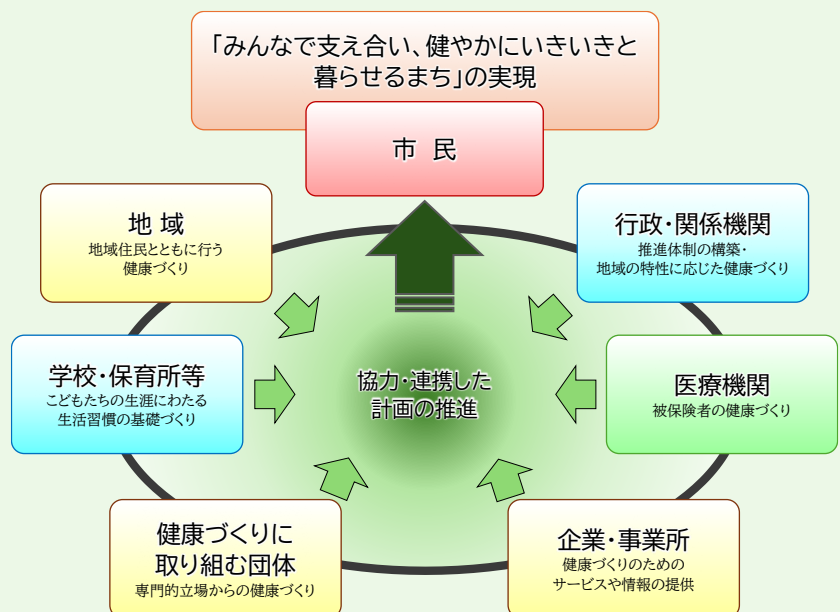 「みんなで支え合い、健やかにいきいきと
暮らせるまち」の実現
市 民
地 域
地域住民とともに行う
健康づくり
行政・関係機関
推進体制の構築・
地域の特性に応じた健康づくり
学校・保育所等
こどもたちの生涯にわたる
生活習慣の基礎づくり
協力・連携した
計画の推進
医療機関
被保険者の健康づくり
健康づくりに
取り組む団体
専門的立場からの健康づくり
企業・事業所
健康づくりのための
サービスや情報の提供